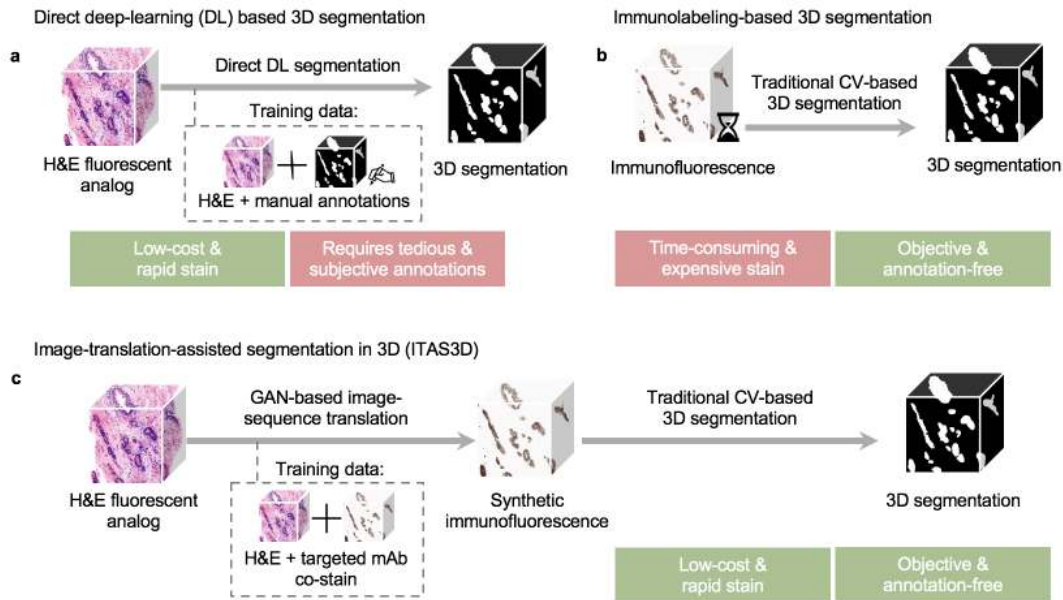 Direct deep-learning (DL) based 3D segmentation
a
Direct DL segmentation
Training data:
H&E fluorescent
analog
H&E + manual annotations
3D segmentation
Low-cost &
rapid stain
Requires tedious &
subjective annotations
Immunolabeling-based 3D segmentation
b
Traditional CV-based
3D segmentation
Immunofluorescence
3D segmentation
Time-consuming &
expensive stain
Objective &
annotation-free
Image-translation-assisted segmentation in 3D (ITAS3D)
c
GAN-based image-
sequence translation
Training data:
H&E fluorescent
analog
H&E + targeted mAb
co-stain
Synthetic
immunofluorescence
Traditional CV-based
3D segmentation
3D segmentation
Low-cost &
rapid stain
Objective &
annotation-free